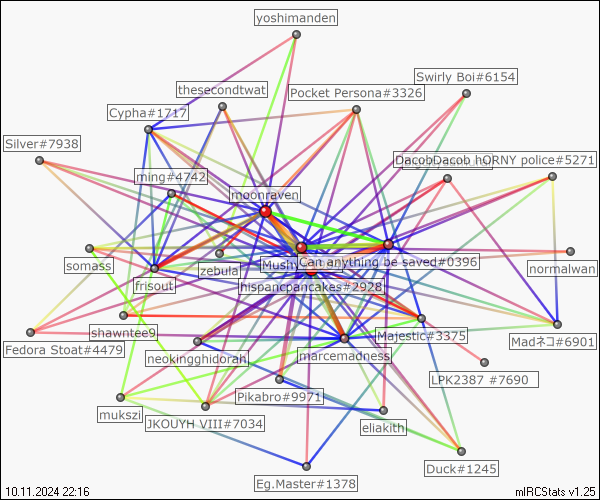 yoshimanden
Swirly Boi#6154
thesecondtwat
Pocket Persona#3326
Cypha#1717
Silver#7938
DacobDacob hORNY police#5271
ming#4742
moonraven
somass
zebula
Mushy
Can anything be saved#0396
normalwan
frisout
hispancpancakes#2928
shawntee9
Majestic#3375
Madネコ#6901
Fedora Stoat#4479
neokingghidorah
marcemadness
LPK2387 #7690
Pikabro#9971
mukszi
JKOUYH VIII#7034
eliakith
Duck#1245
Eg.Master#1378
10.11.2024 22:16
mIRCStats v1.25